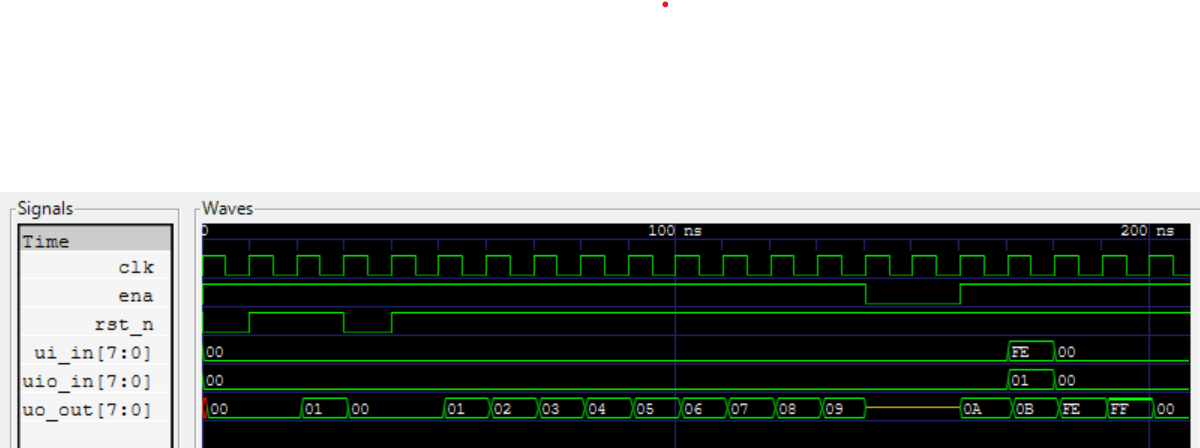 Signals
Waves
Time
0 100 ns 200 ns
clk
ena
rst_n
ui_in[7:0] 00 FE 00
uio_in[7:0] 00 01 00
uo_out[7:0] 00 01 00 01 02 03 04 05 06 07 08 09 0A 0B FE FF 00